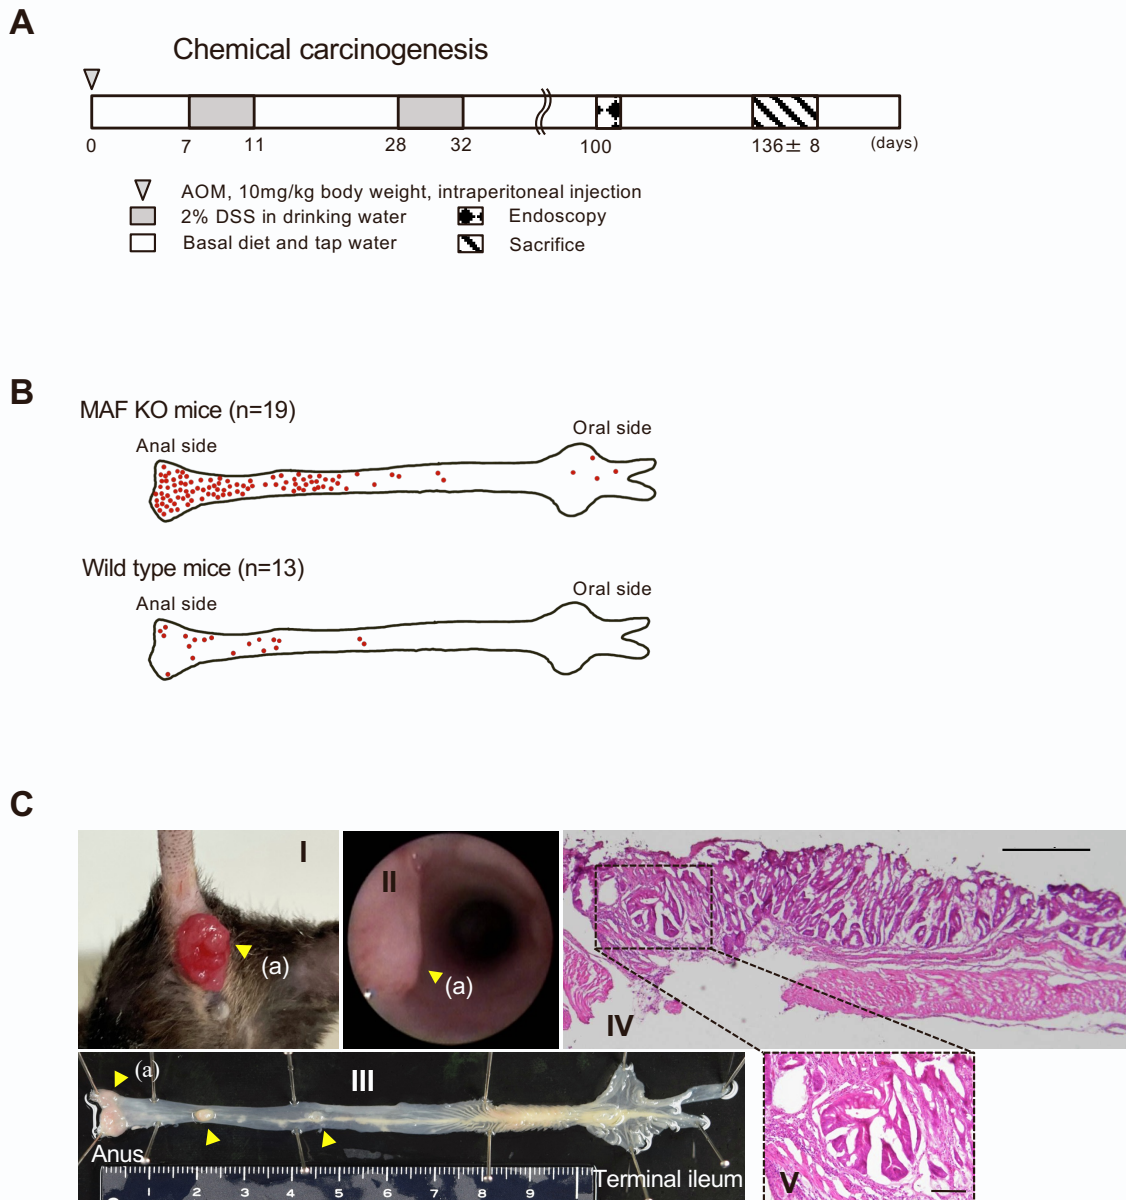 A
Chemical carcinogenesis
0 7 11 28 32 100 136± 8 (days)
AOM, 10mg/kg body weight, intraperitoneal injection
2% DSS in drinking water
Endoscopy
Basal diet and tap water
Sacrifice
B
MAF KO mice (n=19)
Anal side
Oral side
Wild type mice (n=13)
Anal side
Oral side
C
I
(a)
II
(a)
IV
III
(a)
Anus
Terminal ileum
1 2 3 4 5 6 7 8 9
V